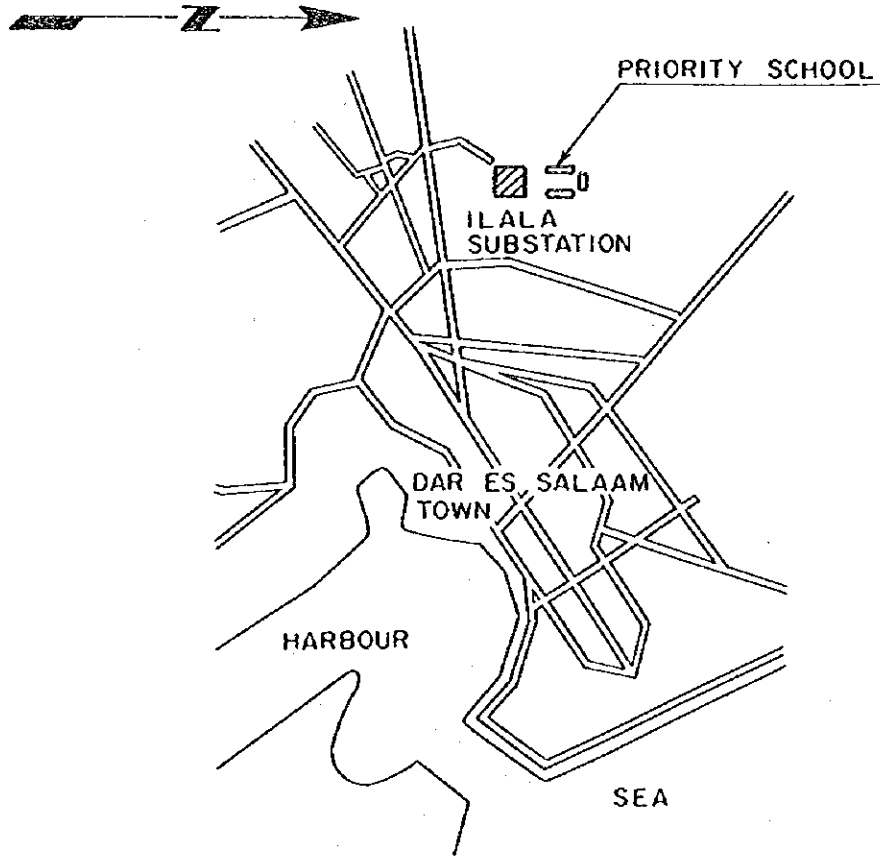 N
PRIORITY SCHOOL
ILALA
SUBSTATION
DAR ES SALAAM
TOWN
HARBOUR
SEA